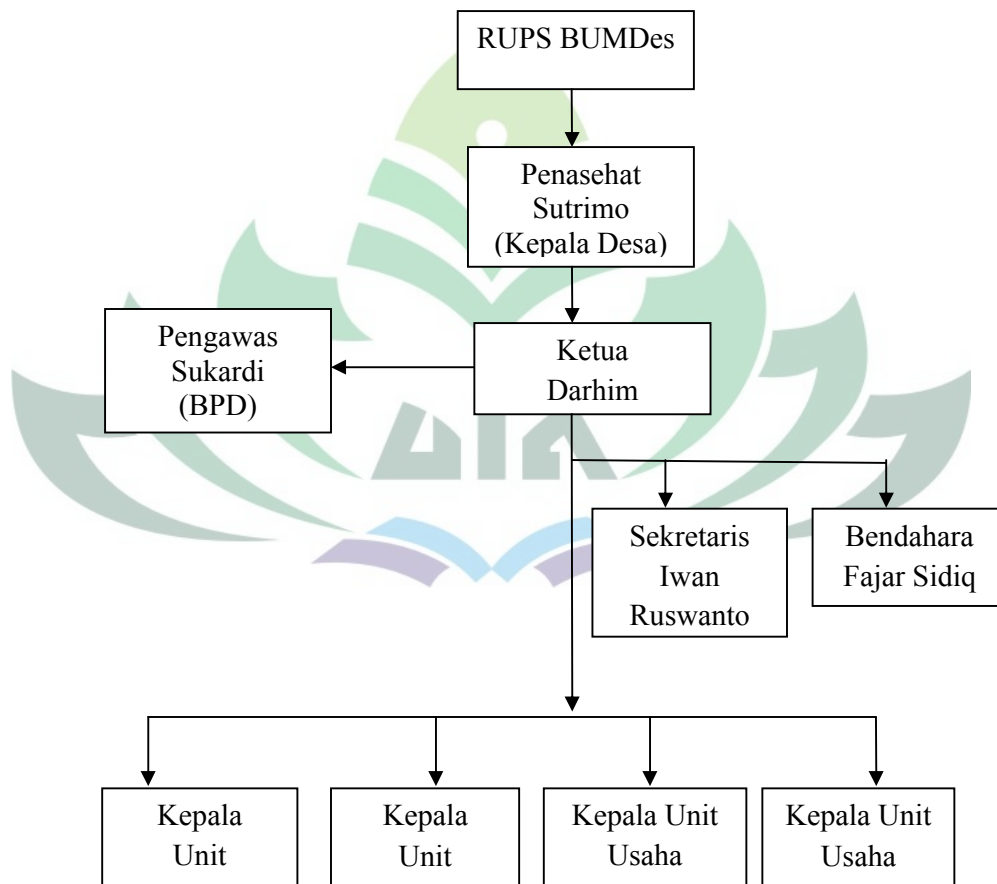 RUPS BUMDes
Penasehat
Sutrimo
(Kepala Desa)
Pengawas
Sukardi
(BPD)
Ketua
Darhim
Sekretaris
Iwan
Ruswanto
Bendahara
Fajar Sidiq
Kepala
Unit
Kepala
Unit
Kepala Unit
Usaha
Kepala Unit
Usaha